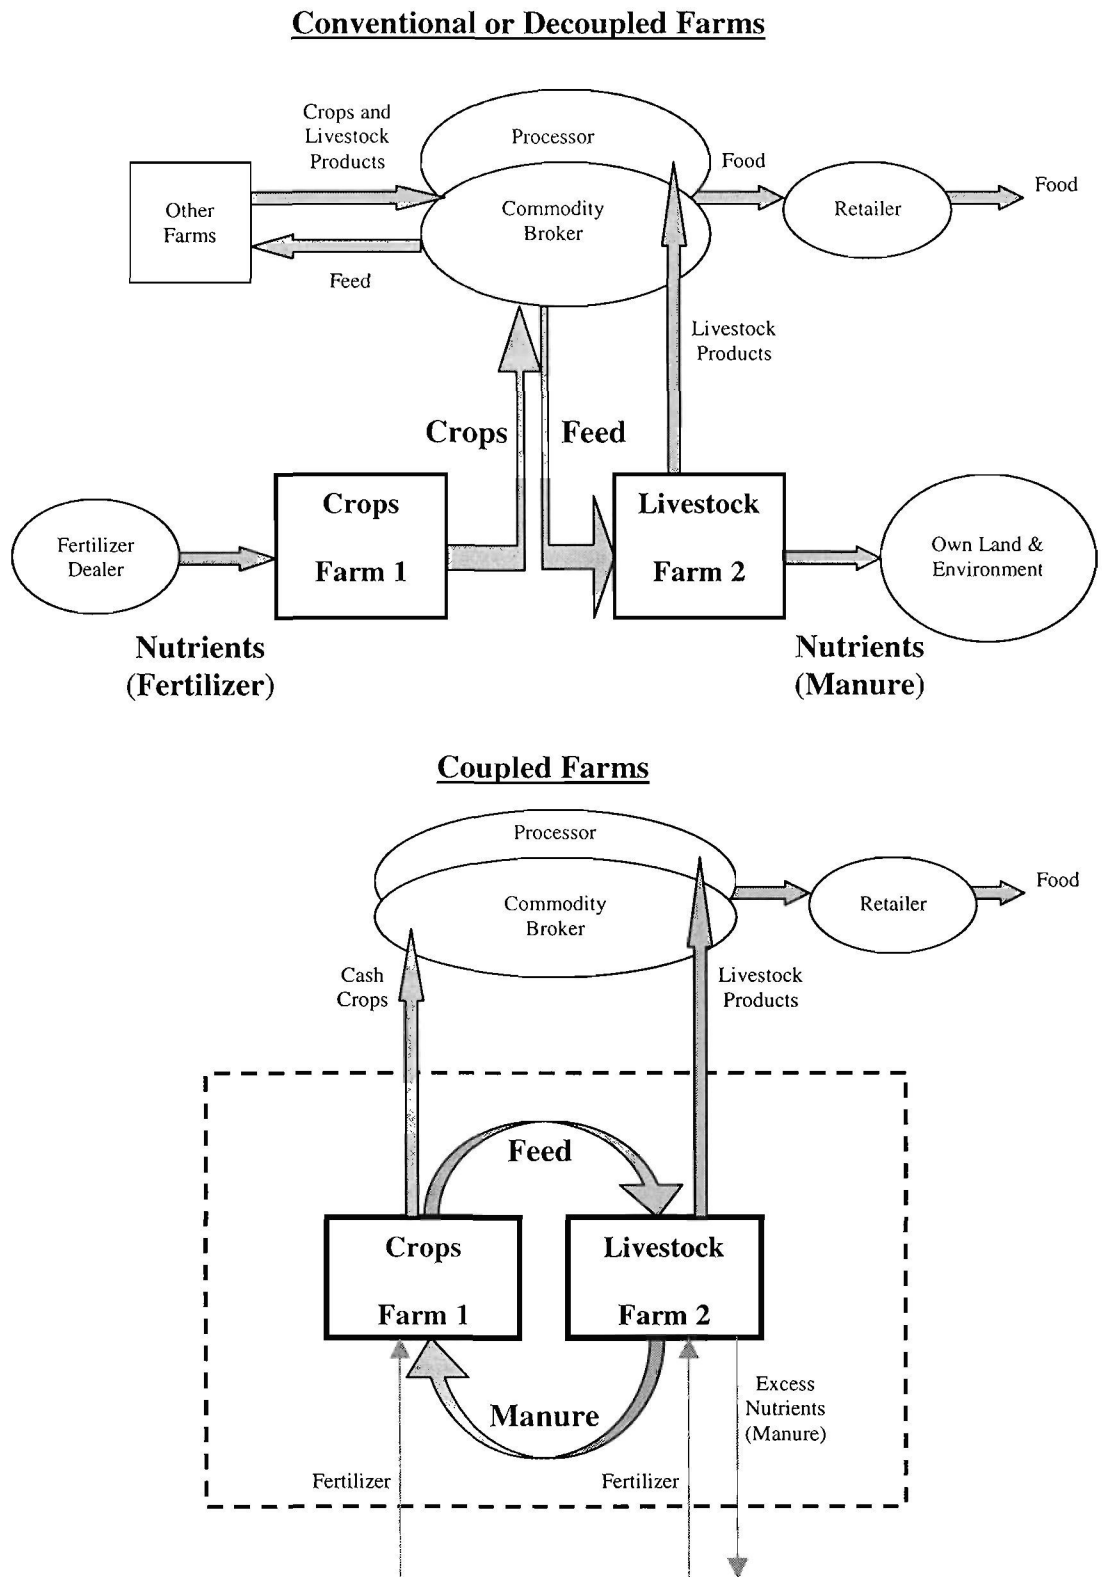 Conventional or Decoupled Farms
Crops and
Livestock
Products
Processor
Food
Food
Other
Farms
Commodity
Broker
Retailer
Feed
Livestock
Products
Crops
Feed
Crops
Farm 1
Livestock
Farm 2
Fertilizer
Dealer
Own Land &
Environment
Nutrients
(Fertilizer)
Nutrients
(Manure)
Coupled Farms
Processor
Commodity
Broker
Retailer
Food
Cash
Crops
Livestock
Products
Feed
Crops
Farm 1
Livestock
Farm 2
Manure
Excess
Nutrients
(Manure)
Fertilizer
Fertilizer